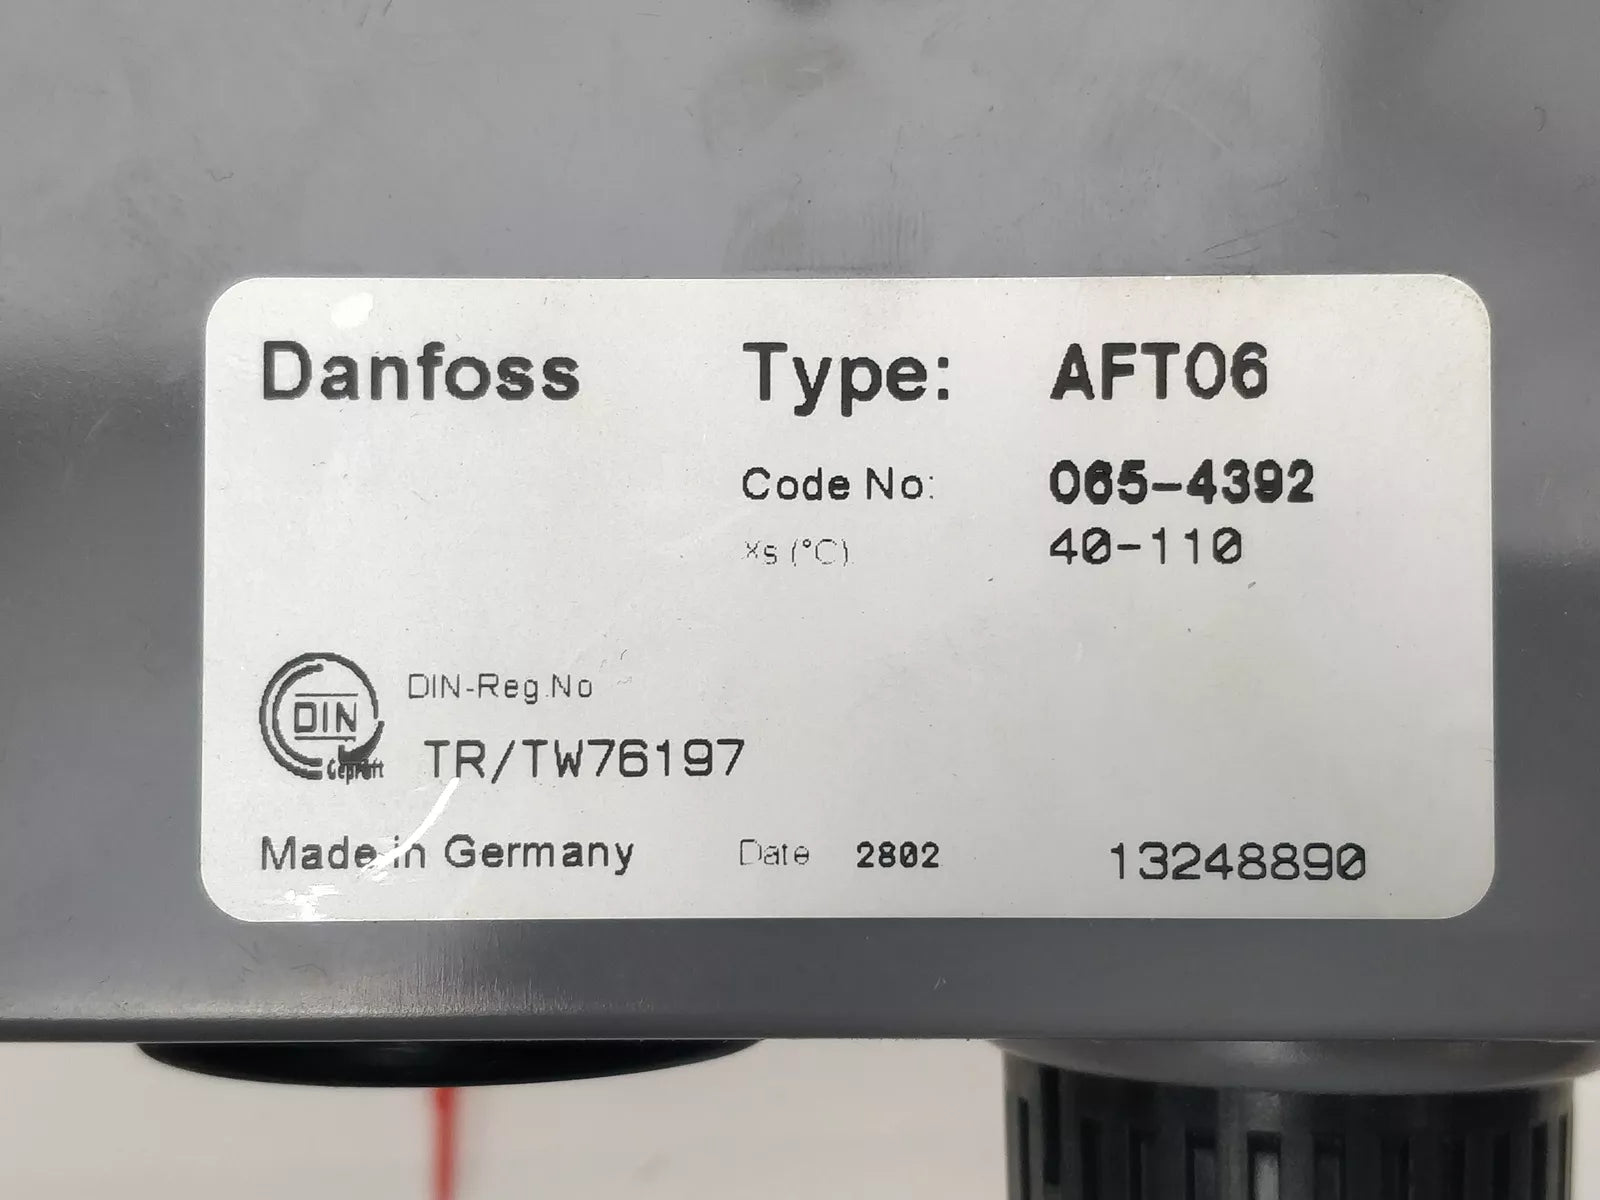 Danfoss Type: AFT06
Code No: 065-4392
Xs (°C) 40-110
DIN-Reg.No
DIN
Geprüft
TR/TW76197
Made in Germany Date 2802 13248890